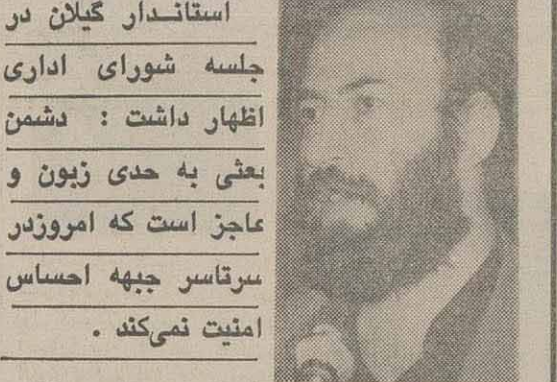 استاندار گیلان در
جلسه شورای اداری
اظهار داشت : دشمن
بعثی به حدی زبون و
عاجز است که امروزدر
سرتاسر جبهه احساس
امنیت نمی‌کند .